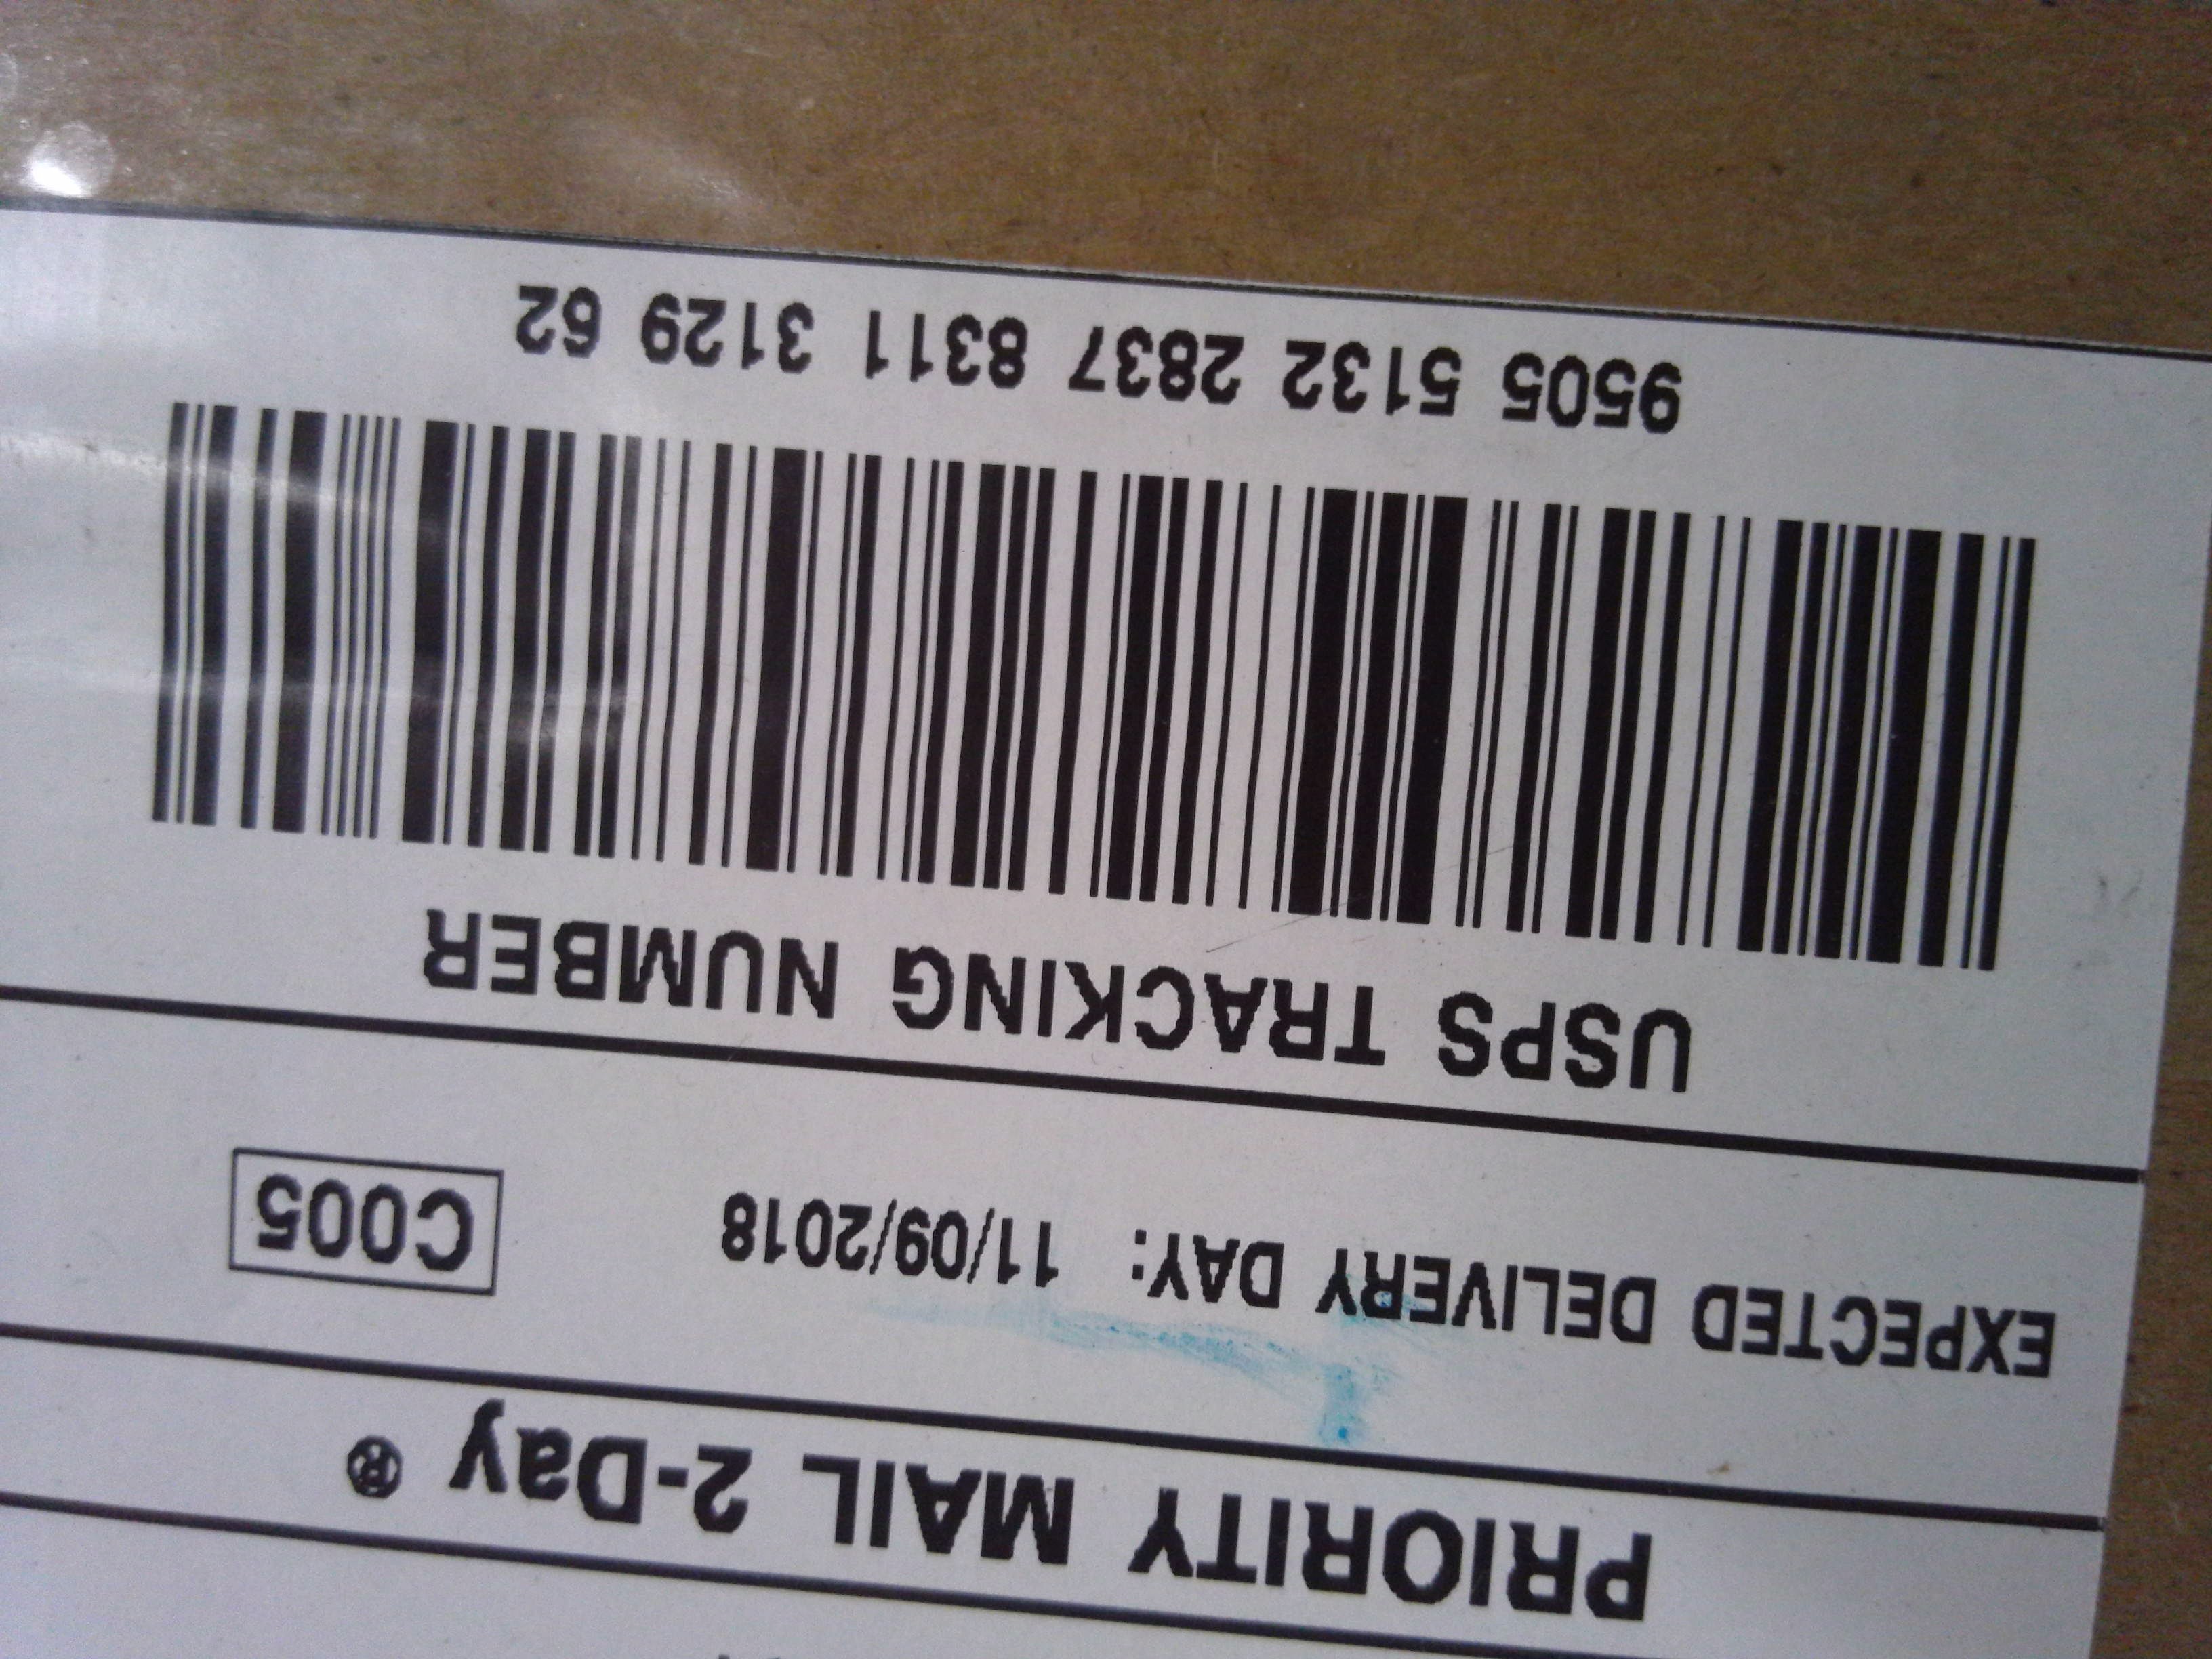 PRIORITY MAIL 2-Day ®
EXPECTED DELIVERY DAY: 11/09/2018
C005
USPS TRACKING NUMBER
9505 5132 2837 8311 3129 62